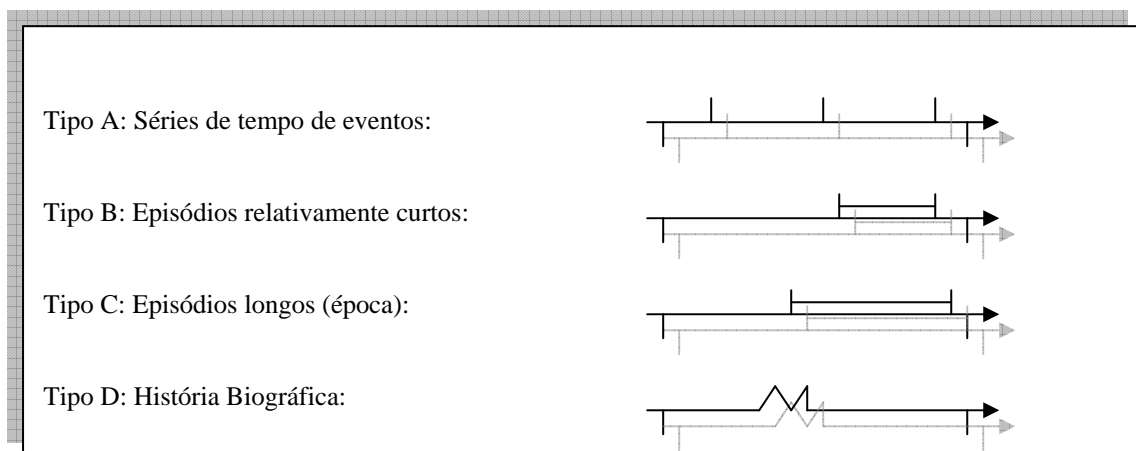 Tipo A: Séries de tempo de eventos:
Tipo B: Episódios relativamente curtos:
Tipo C: Episódios longos (época):
Tipo D: História Biográfica: